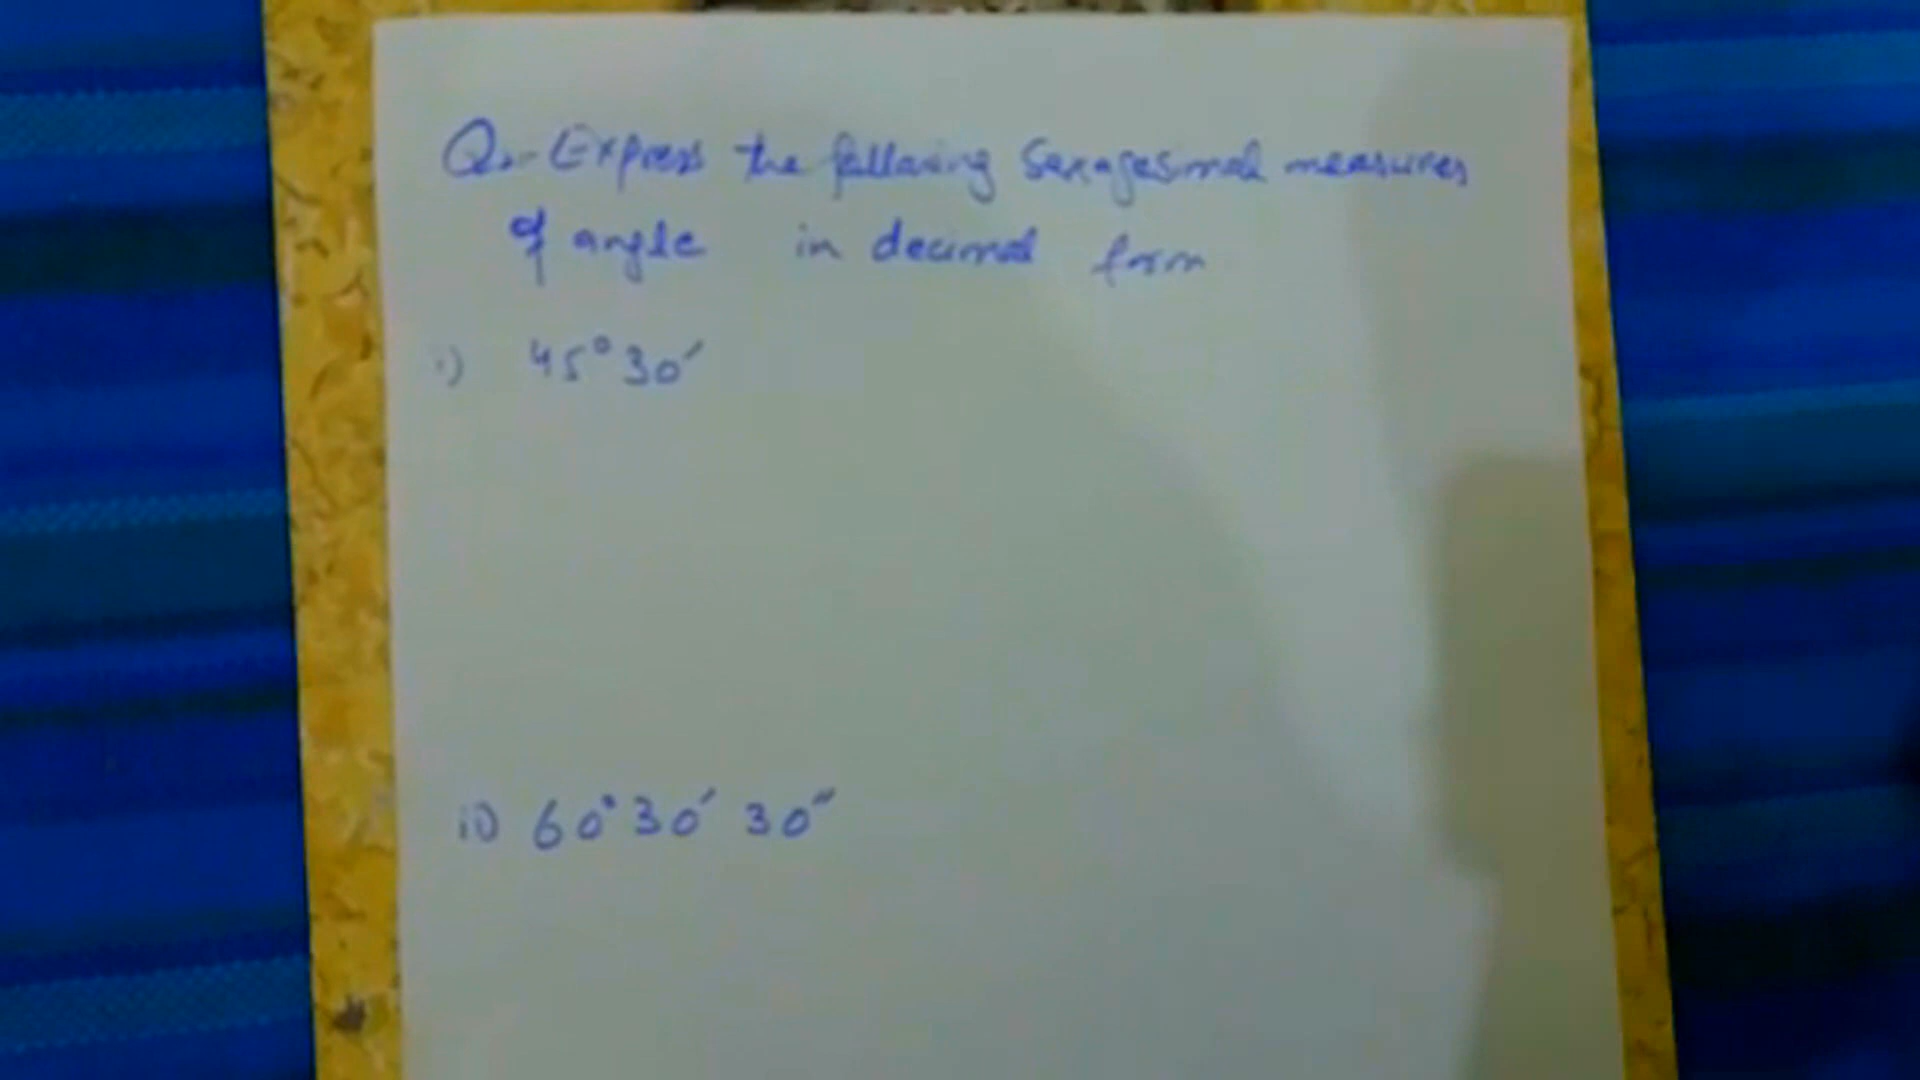 Q:- Express the following Sexagesimal measures
of angle in decimal form
i) 45° 30′
ii) 60° 30′ 30″